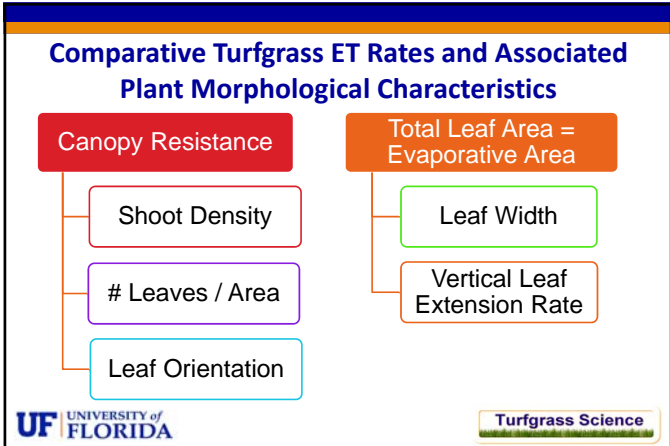 Comparative Turfgrass ET Rates and Associated
Plant Morphological Characteristics
Canopy Resistance
Shoot Density
# Leaves / Area
Leaf Orientation
Total Leaf Area =
Evaporative Area
Leaf Width
Vertical Leaf
Extension Rate
UF UNIVERSITY of
FLORIDA
Turfgrass Science